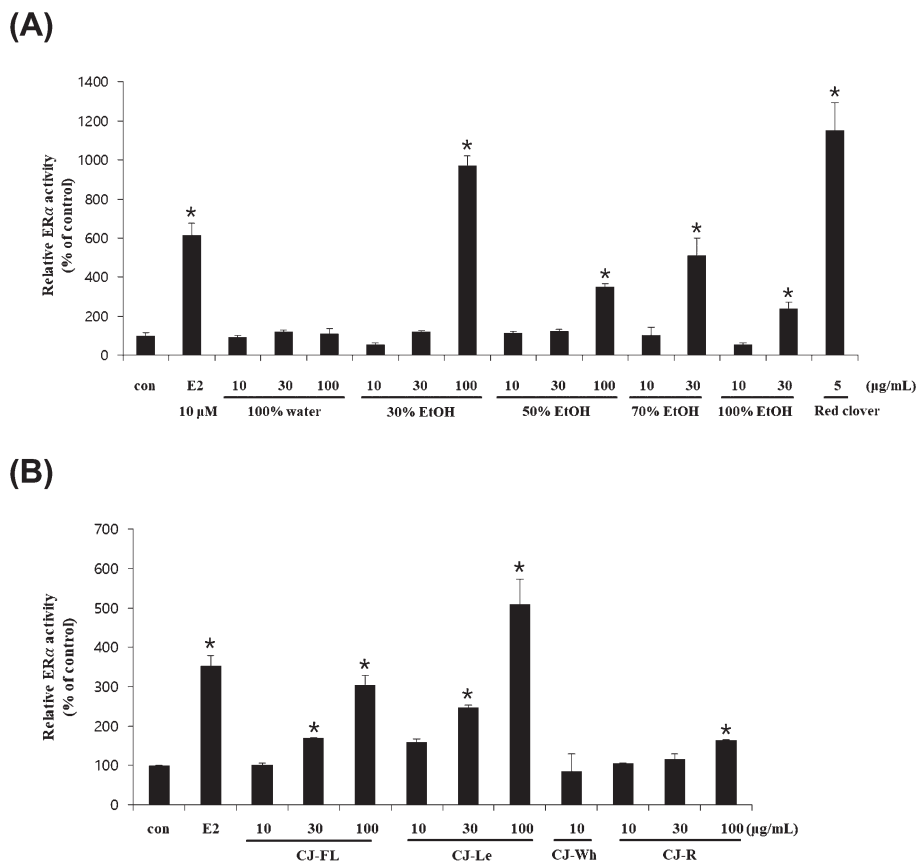 (A)
1400
1200
1000
800
600
400
200
0
Relative ERα activity
(% of control)
* * * * * *
con E2 10 30 100 10 30 100 10 30 100 10 30 10 30 5 (μg/mL)
10 μM 100% water 30% EtOH 50% EtOH 70% EtOH 100% EtOH Red clover
(B)
700
600
500
400
300
200
100
0
Relative ERα activity
(% of control)
* * * * * *
con E2 10 30 100 10 30 100 10 10 30 100 (μg/mL)
CJ-FL CJ-Le CJ-Wh CJ-R